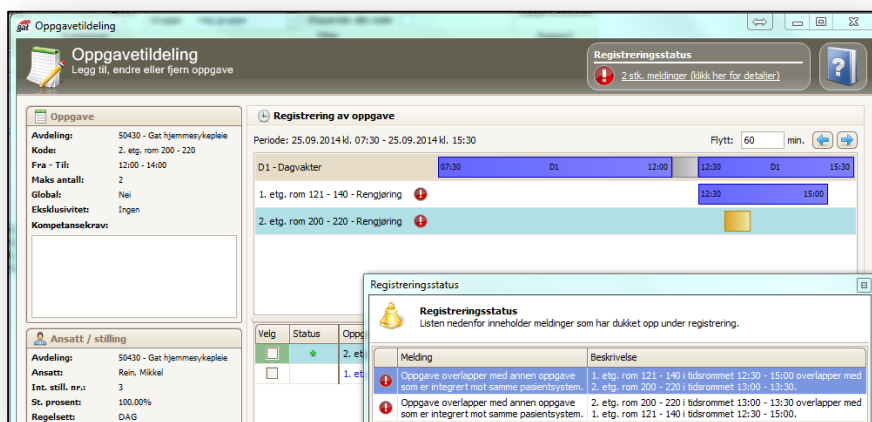 gat Oppgavetildeling
Oppgavetildeling
Legg til, endre eller fjern oppgave
Registreringsstatus
2 stk. meldinger (klikk her for detaljer)
Oppgave
Avdeling: 50430 - Gat hjemmesykepleie
Kode: 2. etg. rom 200 - 220
Fra - Til: 12:00 - 14:00
Maks antall: 2
Global: Nei
Eksklusivitet: Ingen
Kompetansekrav:
Registrering av oppgave
Periode: 25.09.2014 kl. 07:30 - 25.09.2014 kl. 15:30
Flytt: 60 min.
D1 - Dagvakter 07:30 D1 12:00 12:30 D1 15:30
1. etg. rom 121 - 140 - Rengjøring 12:30 15:00
2. etg. rom 200 - 220 - Rengjøring
Ansatt / stilling
Avdeling: 50430 - Gat hjemmesykepleie
Ansatt: Rein, Mikkel
Int. still. nr.: 3
St. prosent: 100,00%
Regelsett: DAG
Velg Status Oppg
2. et
1. et
Registreringsstatus
Registreringsstatus
Listen nedenfor inneholder meldinger som har dukket opp under registrering.
Melding Beskrivelse
Oppgave overlapper med annen oppgave 1. etg. rom 121 - 140 i tidsrommet 12:30 - 15:00 overlapper med
som er integrert mot samme pasientsystem. 2. etg. rom 200 - 220 i tidsrommet 13:00 - 13:30.
Oppgave overlapper med annen oppgave 2. etg. rom 200 - 220 i tidsrommet 13:00 - 13:30 overlapper med
som er integrert mot samme pasientsystem. 1. etg. rom 121 - 140 i tidsrommet 12:30 - 15:00.